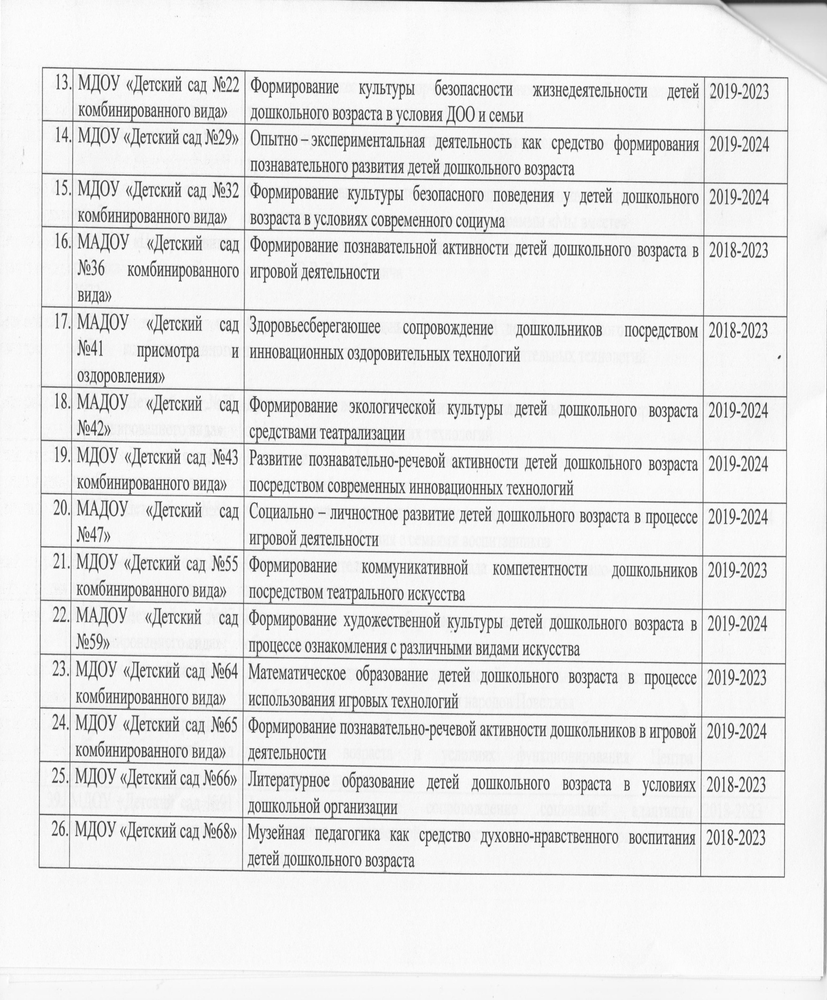 13. МДОУ «Детский сад №22 Формирование культуры безопасности жизнедеятельности детей 2019-2023
комбинированного вида» дошкольного возраста в условия ДОО и семьи
14. МДОУ «Детский сад №29» Опытно – экспериментальная деятельность как средство формирования 2019-2024
познавательного развития детей дошкольного возраста
15. МДОУ «Детский сад №32 Формирование культуры безопасного поведения у детей дошкольного 2019-2024
комбинированного вида» возраста в условиях современного социума
16. МАДОУ «Детский сад Формирование познавательной активности детей дошкольного возраста в 2018-2023
№36 комбинированного игровой деятельности
вида»
17. МАДОУ «Детский сад Здоровьесберегающее сопровождение дошкольников посредством 2018-2023
№41 присмотра и инновационных оздоровительных технологий
оздоровления»
18. МАДОУ «Детский сад Формирование экологической культуры детей дошкольного возраста 2019-2024
№42» средствами театрализации
19. МДОУ «Детский сад №43 Развитие познавательно-речевой активности детей дошкольного возраста 2019-2024
комбинированного вида» посредством современных инновационных технологий
20. МАДОУ «Детский сад Социально – личностное развитие детей дошкольного возраста в процессе 2019-2024
№47» игровой деятельности
21. МДОУ «Детский сад №55 Формирование коммуникативной компетентности дошкольников 2019-2023
комбинированного вида» посредством театрального искусства
22. МАДОУ «Детский сад Формирование художественной культуры детей дошкольного возраста в 2019-2024
№59» процессе ознакомления с различными видами искусства
23. МДОУ «Детский сад №64 Математическое образование детей дошкольного возраста в процессе 2019-2023
комбинированного вида» использования игровых технологий
24. МДОУ «Детский сад №65 Формирование познавательно-речевой активности дошкольников в игровой 2019-2024
комбинированного вида» деятельности
25. МДОУ «Детский сад №66» Литературное образование детей дошкольного возраста в условиях 2018-2023
дошкольной организации
26. МДОУ «Детский сад №68» Музейная педагогика как средство духовно-нравственного воспитания 2018-2023
детей дошкольного возраста